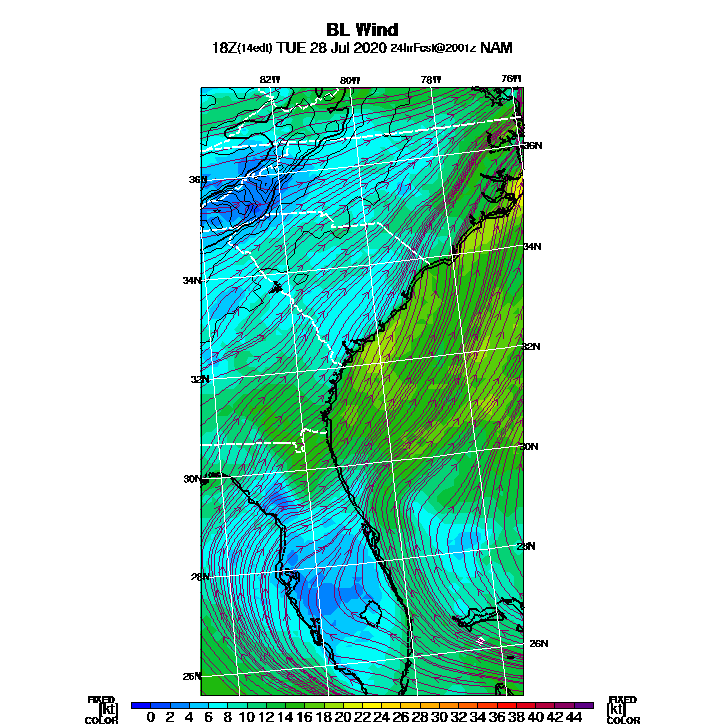 BL Wind
18Z(14edt) TUE 28 Jul 2020 24hrFcst@2001z NAM
82W 80W 78W 76W
36N
36N
34N
34N
32N
32N
30N
30N
28N
28N
26N
26N
FIXED FIXED
[kt] 0 2 4 6 8 10 12 14 16 18 20 22 24 26 28 30 32 34 36 38 40 42 44 [kt]
COLOR COLOR